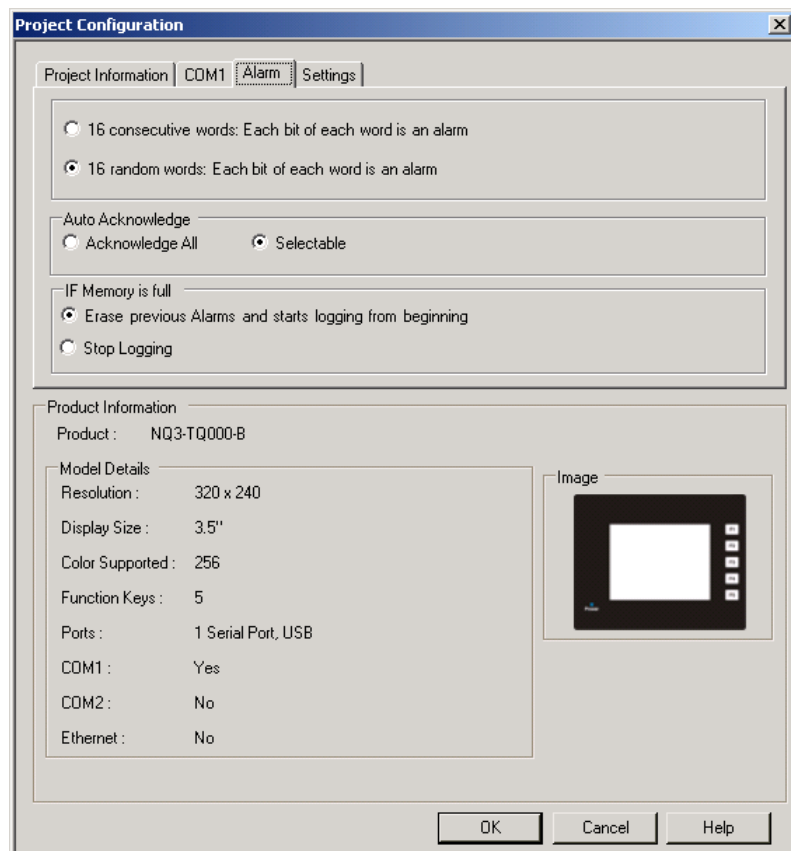 Project Configuration
Project Information COM1 Alarm Settings
16 consecutive words: Each bit of each word is an alarm
16 random words: Each bit of each word is an alarm
Auto Acknowledge
Acknowledge All Selectable
IF Memory is full
Erase previous Alarms and starts logging from beginning
Stop Logging
Product Information
Product : NQ3-TQ000-B
Model Details
Resolution : 320 x 240
Display Size : 3.5''
Color Supported : 256
Function Keys : 5
Ports : 1 Serial Port, USB
COM1 : Yes
COM2 : No
Ethernet : No
Image
Power
OK Cancel Help